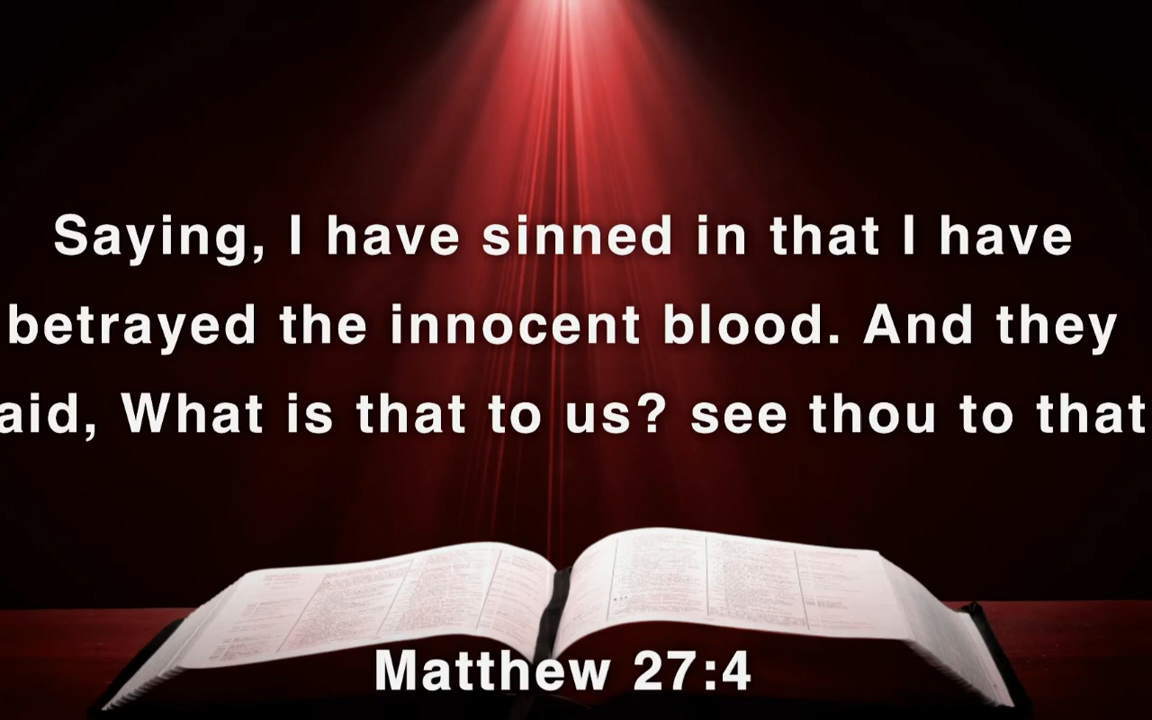 Saying, I have sinned in that I have
betrayed the innocent blood. And they
aid, What is that to us? see thou to that
Matthew 27:4